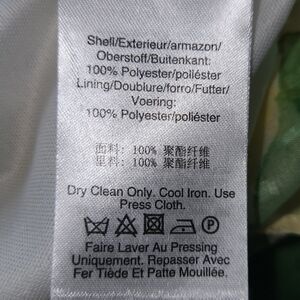 Shell/Exterieur/armazon/
Oberstoff/Buitenkant:
100% Polyester/poliéster
Lining/Doublure/forro/Futter/
Voering:
100% Polyester/poliéster
面料: 100% 聚酯纤维
里料: 100% 聚酯纤维
Dry Clean Only. Cool Iron. Use
Press Cloth.
P
Faire Laver Au Pressing
Uniquement. Repasser Avec
Fer Tiède Et Patte Mouillée.